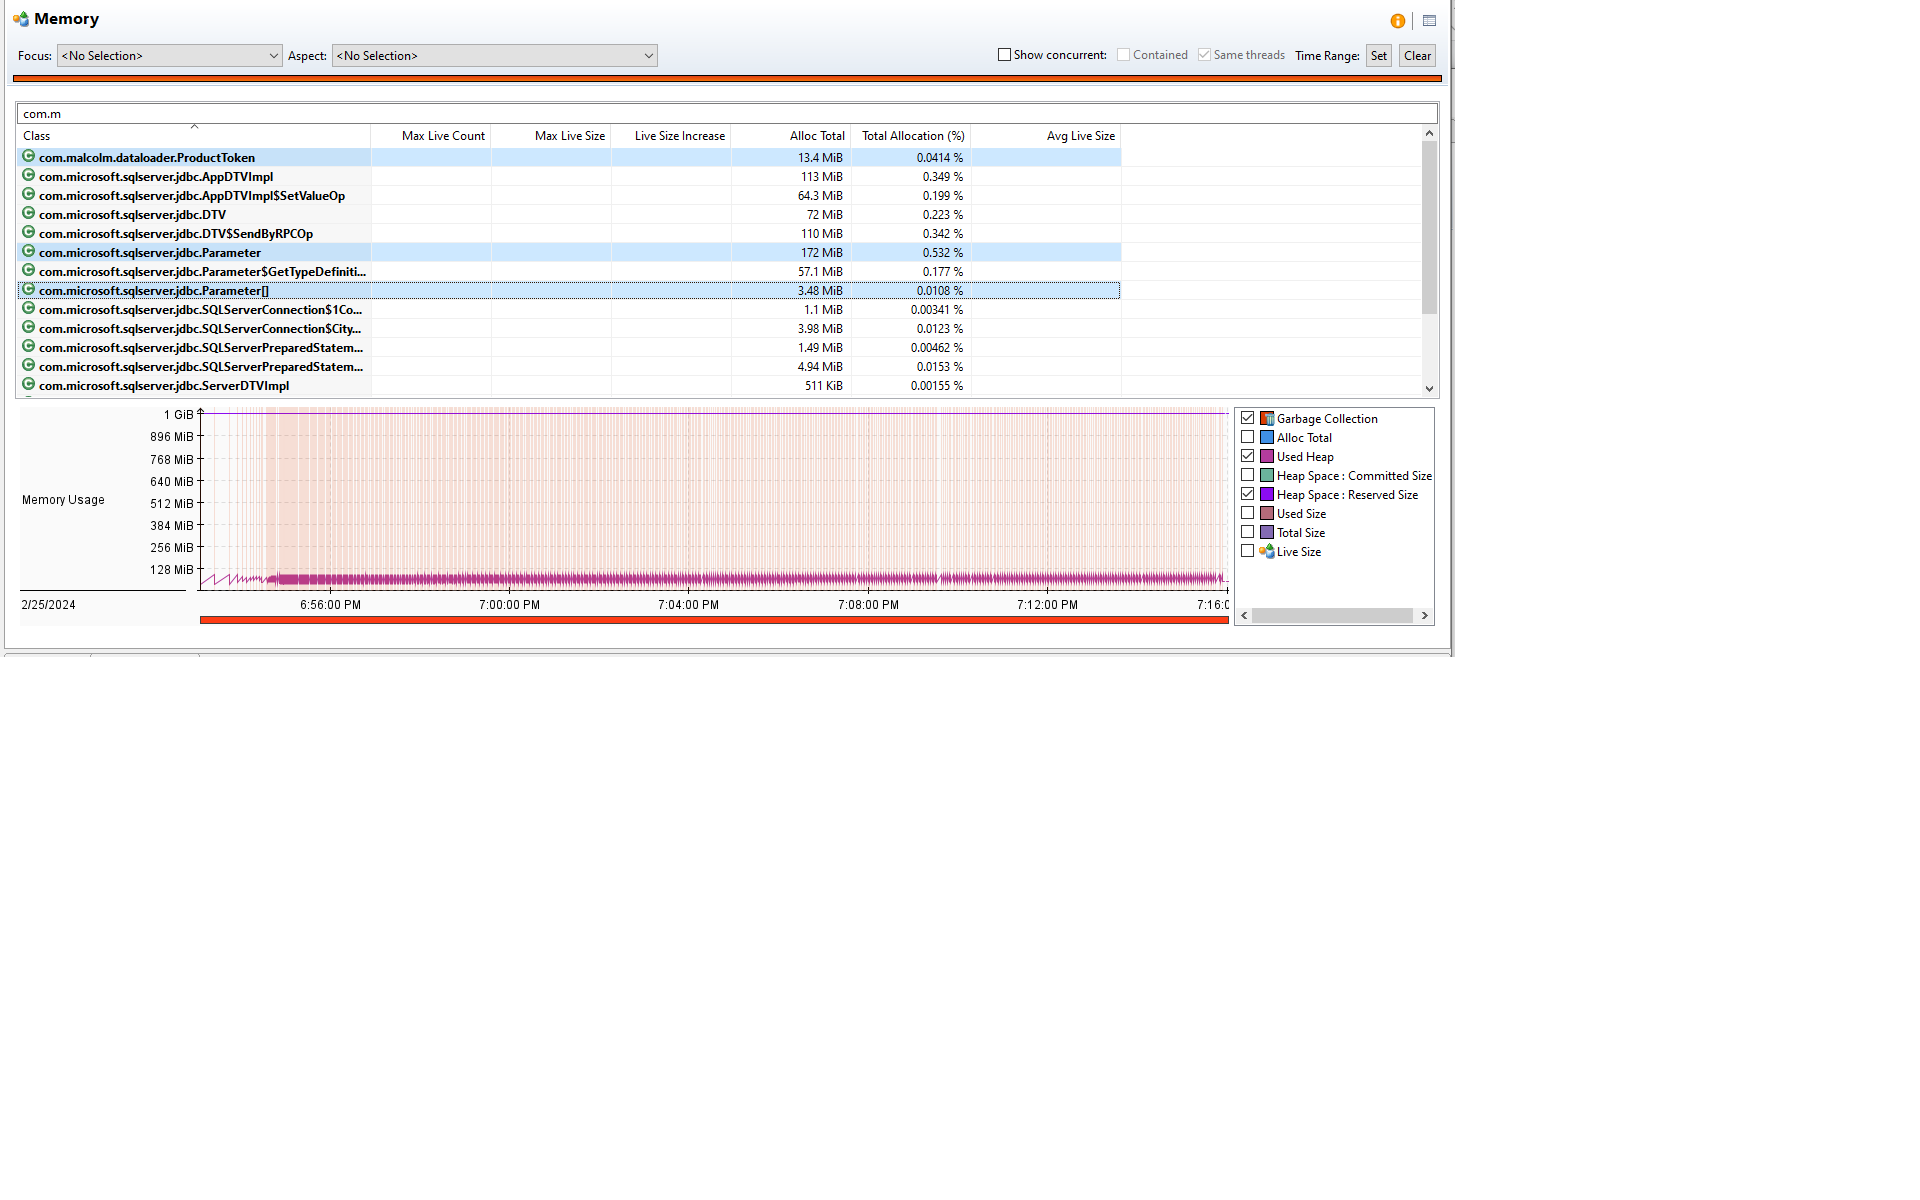 Memory
Focus: <No Selection> Aspect: <No Selection> Show concurrent: Contained Same threads Time Range: Set Clear
com.m
Class Max Live Count Max Live Size Live Size Increase Alloc Total Total Allocation (%) Avg Live Size
com.malcolm.dataloader.ProductToken 13.4 MiB 0.0414 %
com.microsoft.sqlserver.jdbc.AppDTVImpl 113 MiB 0.349 %
com.microsoft.sqlserver.jdbc.AppDTVImpl$SetValueOp 64.3 MiB 0.199 %
com.microsoft.sqlserver.jdbc.DTV 72 MiB 0.223 %
com.microsoft.sqlserver.jdbc.DTV$SendByRPCOp 110 MiB 0.342 %
com.microsoft.sqlserver.jdbc.Parameter 172 MiB 0.532 %
com.microsoft.sqlserver.jdbc.Parameter$GetTypeDefiniti... 57.1 MiB 0.177 %
com.microsoft.sqlserver.jdbc.Parameter[] 3.48 MiB 0.0108 %
com.microsoft.sqlserver.jdbc.SQLServerConnection$1Co... 1.1 MiB 0.00341 %
com.microsoft.sqlserver.jdbc.SQLServerConnection$City... 3.98 MiB 0.0123 %
com.microsoft.sqlserver.jdbc.SQLServerPreparedStatem... 1.49 MiB 0.00462 %
com.microsoft.sqlserver.jdbc.SQLServerPreparedStatem... 4.94 MiB 0.0153 %
com.microsoft.sqlserver.jdbc.ServerDTVImpl 511 KiB 0.00155 %
1 GiB
896 MiB
768 MiB
640 MiB
512 MiB
384 MiB
256 MiB
128 MiB
Memory Usage
2/25/2024
6:56:00 PM 7:00:00 PM 7:04:00 PM 7:08:00 PM 7:12:00 PM 7:16:0
Garbage Collection
Alloc Total
Used Heap
Heap Space : Committed Size
Heap Space : Reserved Size
Used Size
Total Size
Live Size